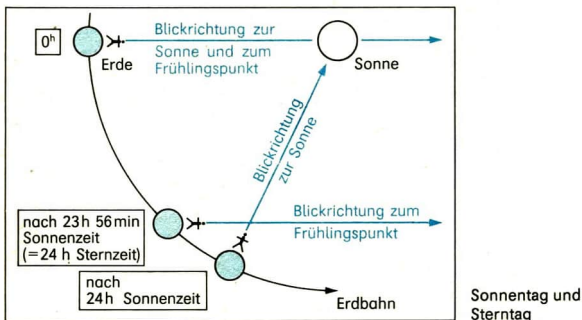 0ʰ
Erde
Blickrichtung zur
Sonne und zum
Frühlingspunkt
Sonne
Blickrichtung
zur Sonne
nach 23h 56min
Sonnenzeit
(=24 h Sternzeit)
Blickrichtung zum
Frühlingspunkt
nach
24h Sonnenzeit
Erdbahn
Sonnentag und
Sterntag